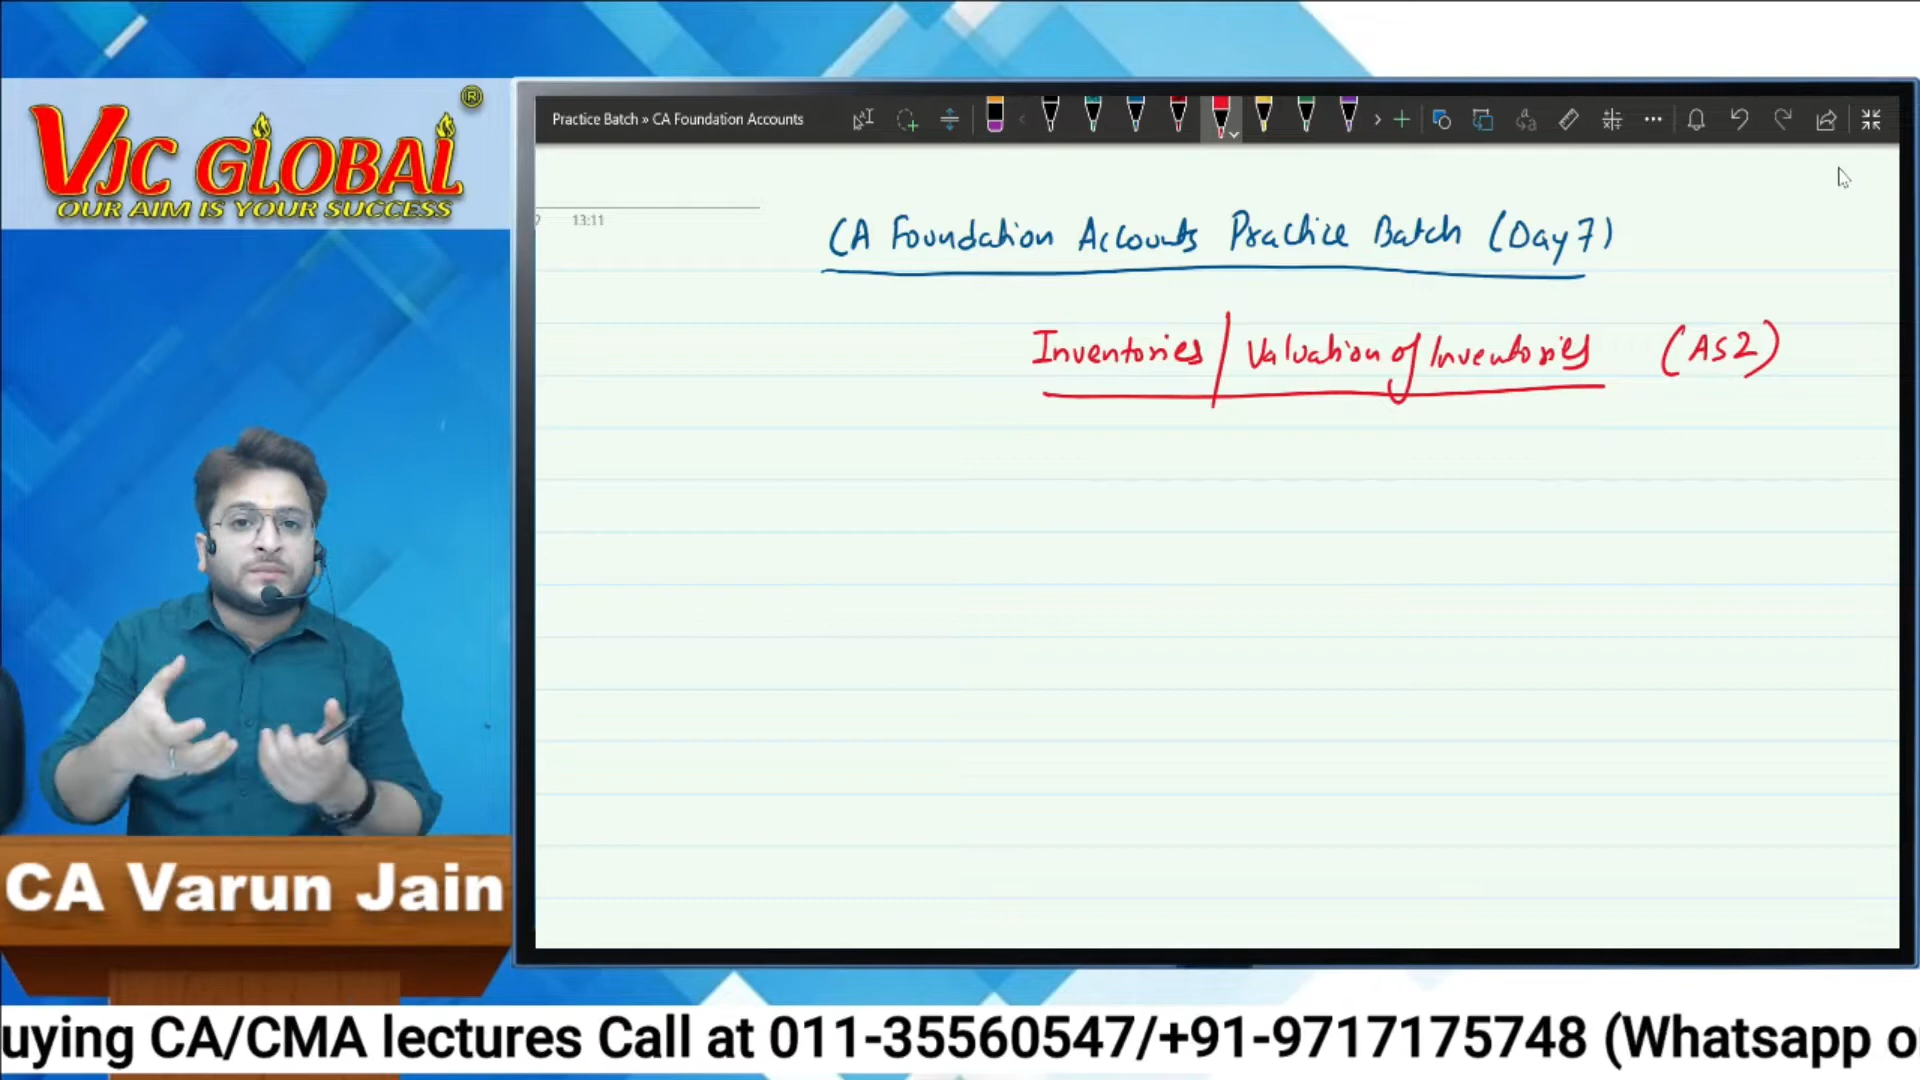 VJC GLOBAL ®
OUR AIM IS YOUR SUCCESS
Practice Batch » CA Foundation Accounts
13:11
CA Foundation Accounts Practice Batch (Day 7)
Inventories / Valuation of Inventories (AS2)
CA Varun Jain
uying CA/CMA lectures Call at 011-35560547/+91-9717175748 (Whatsapp o